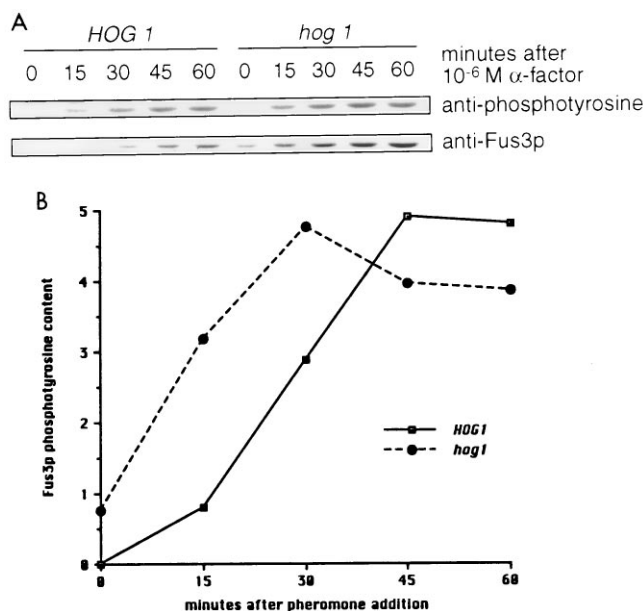 A
HOG 1 hog 1
0 15 30 45 60 0 15 30 45 60 minutes after
10⁻⁶ M α-factor
anti-phosphotyrosine
anti-Fus3p
B
Fus3p phosphotyrosine content
5
4
3
2
1
0
HOG1
hog1
0 15 30 45 60
minutes after pheromone addition